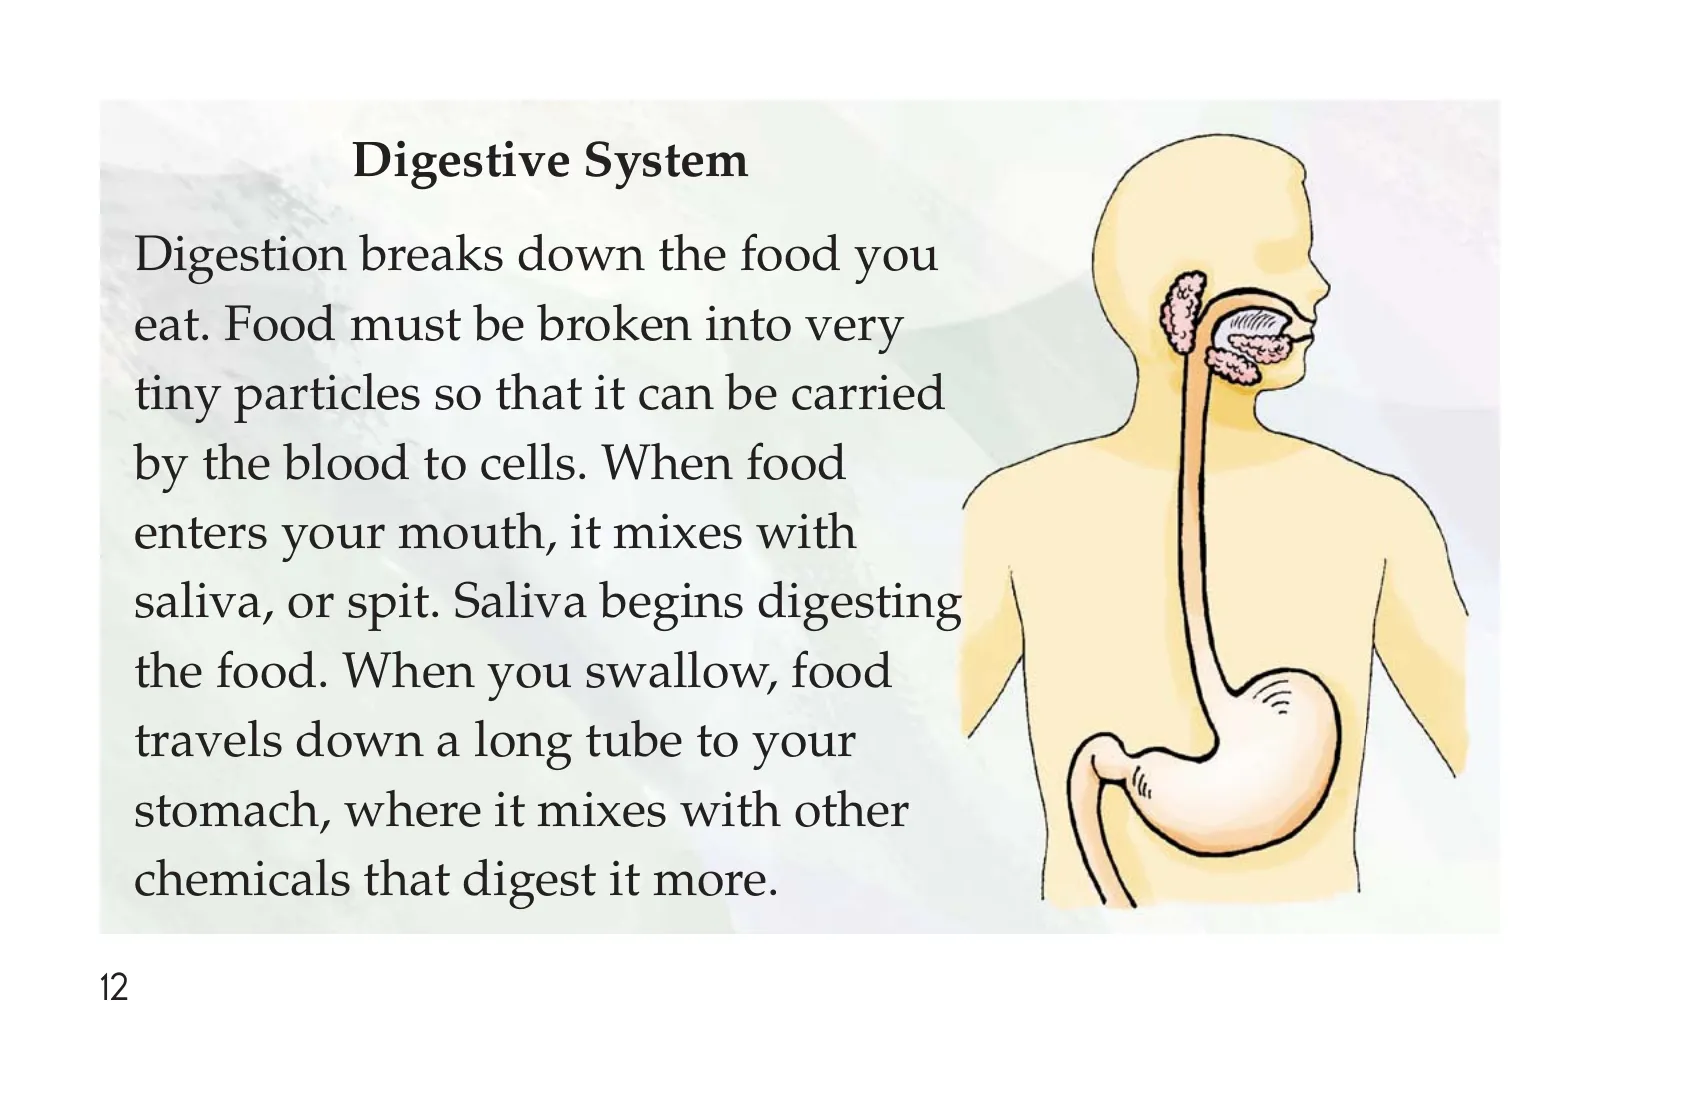 Digestive System
Digestion breaks down the food you
eat. Food must be broken into very
tiny particles so that it can be carried
by the blood to cells. When food
enters your mouth, it mixes with
saliva, or spit. Saliva begins digesting
the food. When you swallow, food
travels down a long tube to your
stomach, where it mixes with other
chemicals that digest it more.
12